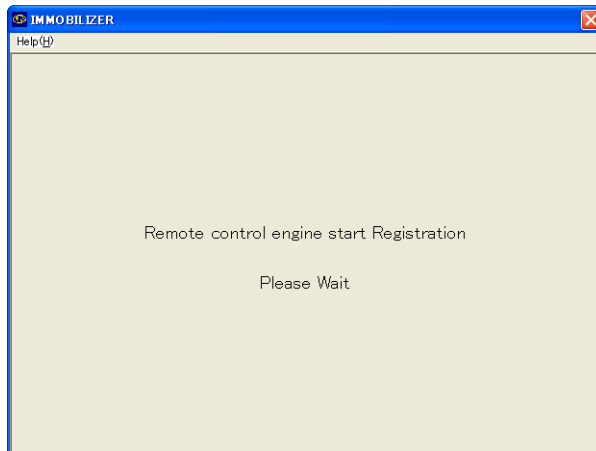 IMMOBILIZER
Help(H)
Remote control engine start Registration
Please Wait